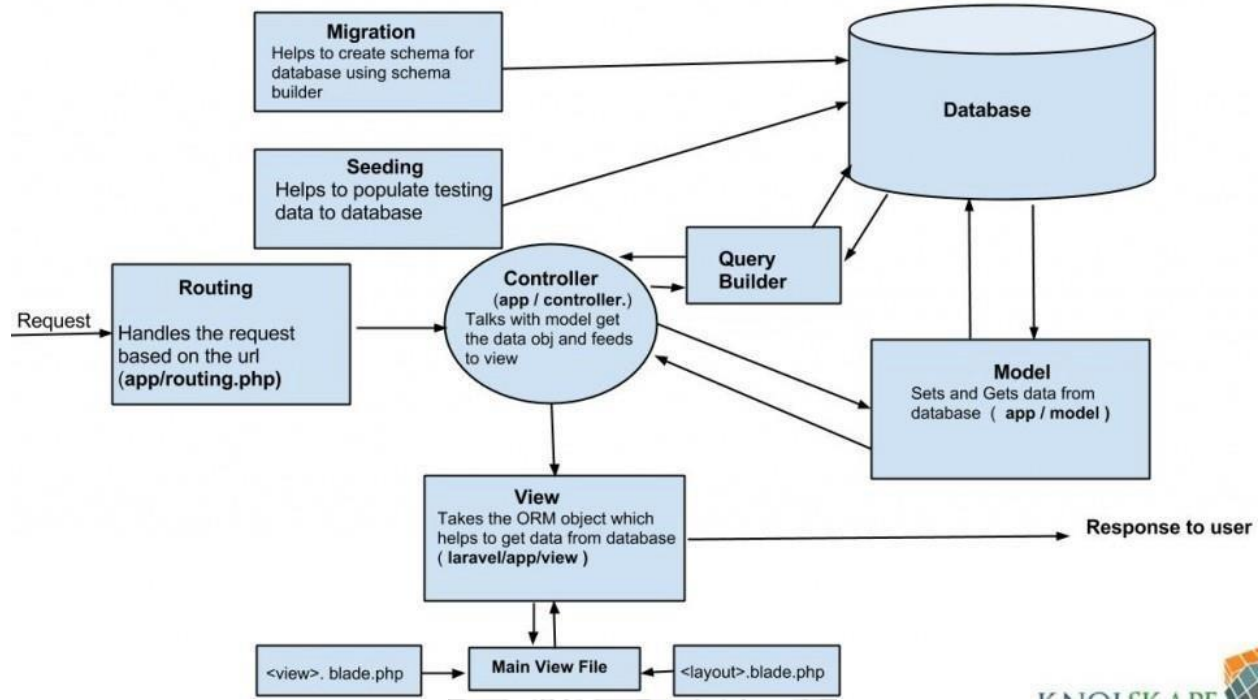 Migration
Helps to create schema for
database using schema
builder
Database
Seeding
Helps to populate testing
data to database
Query
Builder
Controller
(app / controller.)
Talks with model get
the data obj and feeds
to view
Routing
Request
Handles the request
based on the url
(app/routing.php)
Model
Sets and Gets data from
database ( app / model )
View
Takes the ORM object which
helps to get data from database
( laravel/app/view )
Response to user
<view>. blade.php
Main View File
<layout>.blade.php
KNOLSKAPE